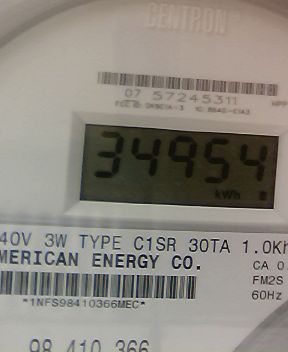 CENTRON
07 57245311
34954
kWh
40V 3W TYPE C1SR 30TA 1.0Kh
MERICAN ENERGY CO.
CA 0.
FM2S
60Hz
*1NFS98410366MEC*
98 410 366